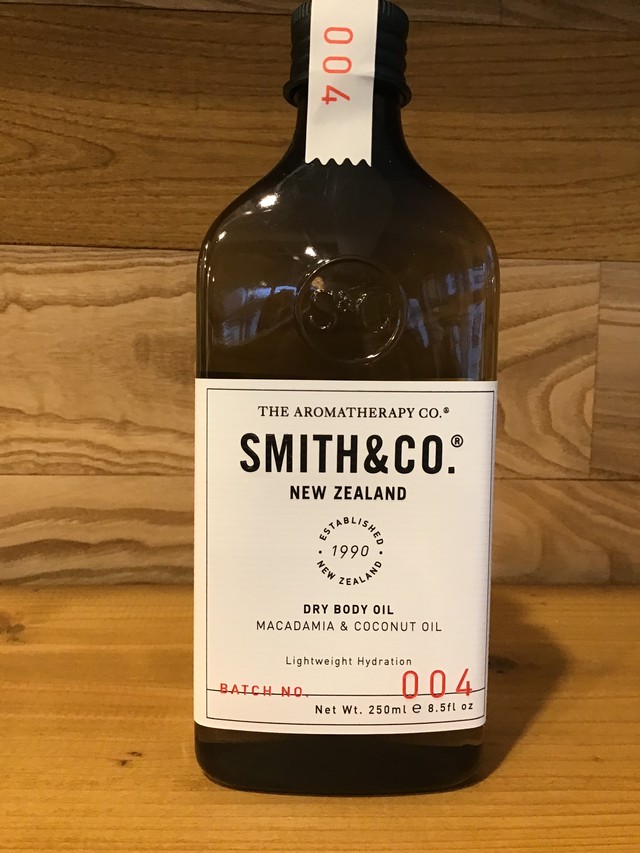 004
S&C
THE AROMATHERAPY CO.®
SMITH&CO.®
NEW ZEALAND
ESTABLISHED
1990
NEW ZEALAND
DRY BODY OIL
MACADAMIA & COCONUT OIL
Lightweight Hydration
BATCH NO. 004
Net Wt. 250ml ℮ 8.5fl oz